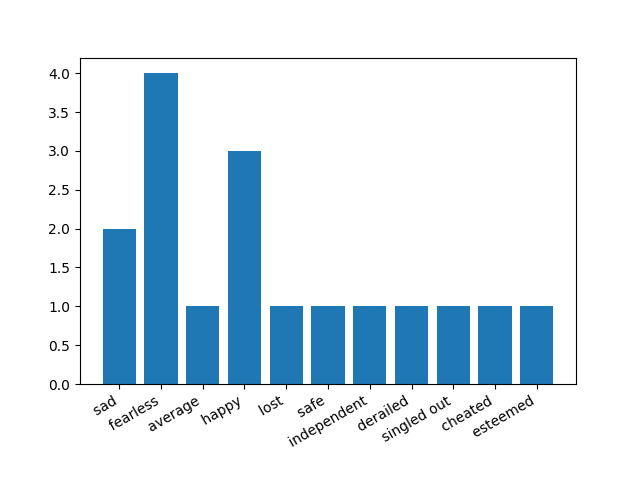 4.0
3.5
3.0
2.5
2.0
1.5
1.0
0.5
0.0
sad
fearless
average
happy
lost
safe
independent
derailed
singled out
cheated
esteemed